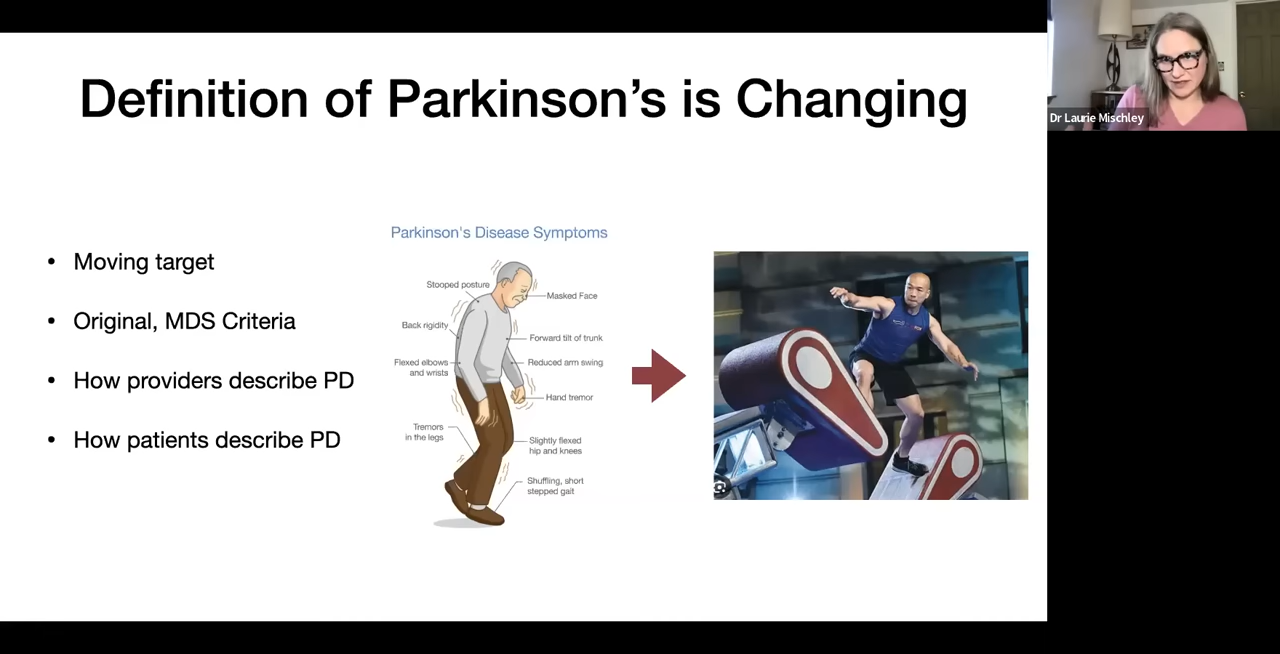 Definition of Parkinson's is Changing
Dr Laurie Mischley
• Moving target
• Original, MDS Criteria
• How providers describe PD
• How patients describe PD
Parkinson's Disease Symptoms
Stooped posture
Masked Face
Back rigidity
Forward tilt of trunk
Flexed elbows
and wrists
Reduced arm swing
Hand tremor
Tremors
in the legs
Slightly flexed
hip and knees
Shuffling, short
stepped gait